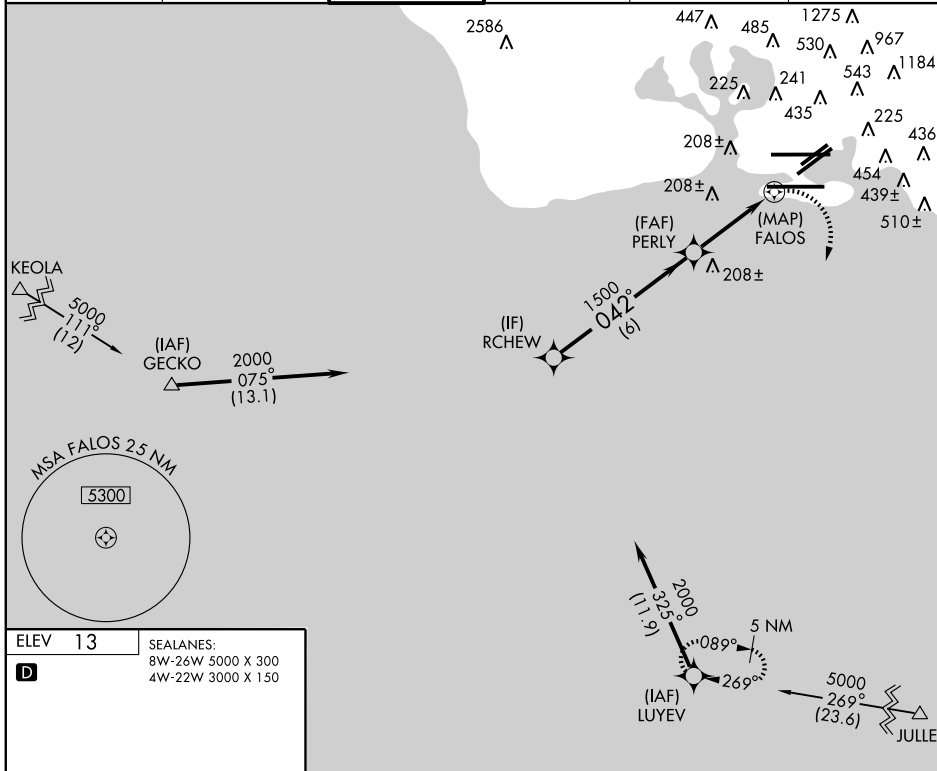 2586
447
485
1275
530
967
1184
225
241
435
543
225
436
208±
454
439±
510±
208±
(MAP)
FALOS
(FAF)
PERLY
208±
1500
042°
(6)
(IF)
RCHEW
KEOLA
5000
111°
(12)
(IAF)
GECKO
2000
075°
(13.1)
MSA FALOS 25 NM
5300
2000
325°
(11.9)
089°
5 NM
269°
(IAF)
LUYEV
5000
269°
(23.6)
JULLE
ELEV 13
D
SEALANES:
8W-26W 5000 X 300
4W-22W 3000 X 150